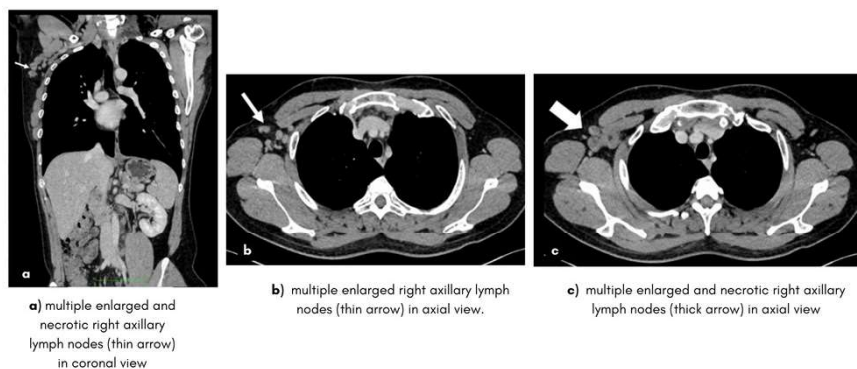 a
b
c
a) multiple enlarged and
necrotic right axillary
lymph nodes (thin arrow)
in coronal view
b) multiple enlarged right axillary lymph
nodes (thin arrow) in axial view.
c) multiple enlarged and necrotic right axillary
lymph nodes (thick arrow) in axial view